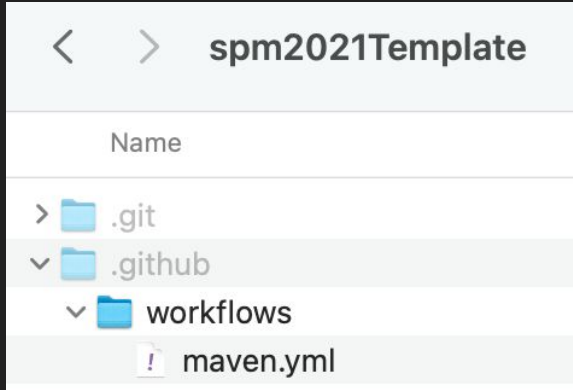 spm2021Template
Name
.git
.github
workflows
maven.yml